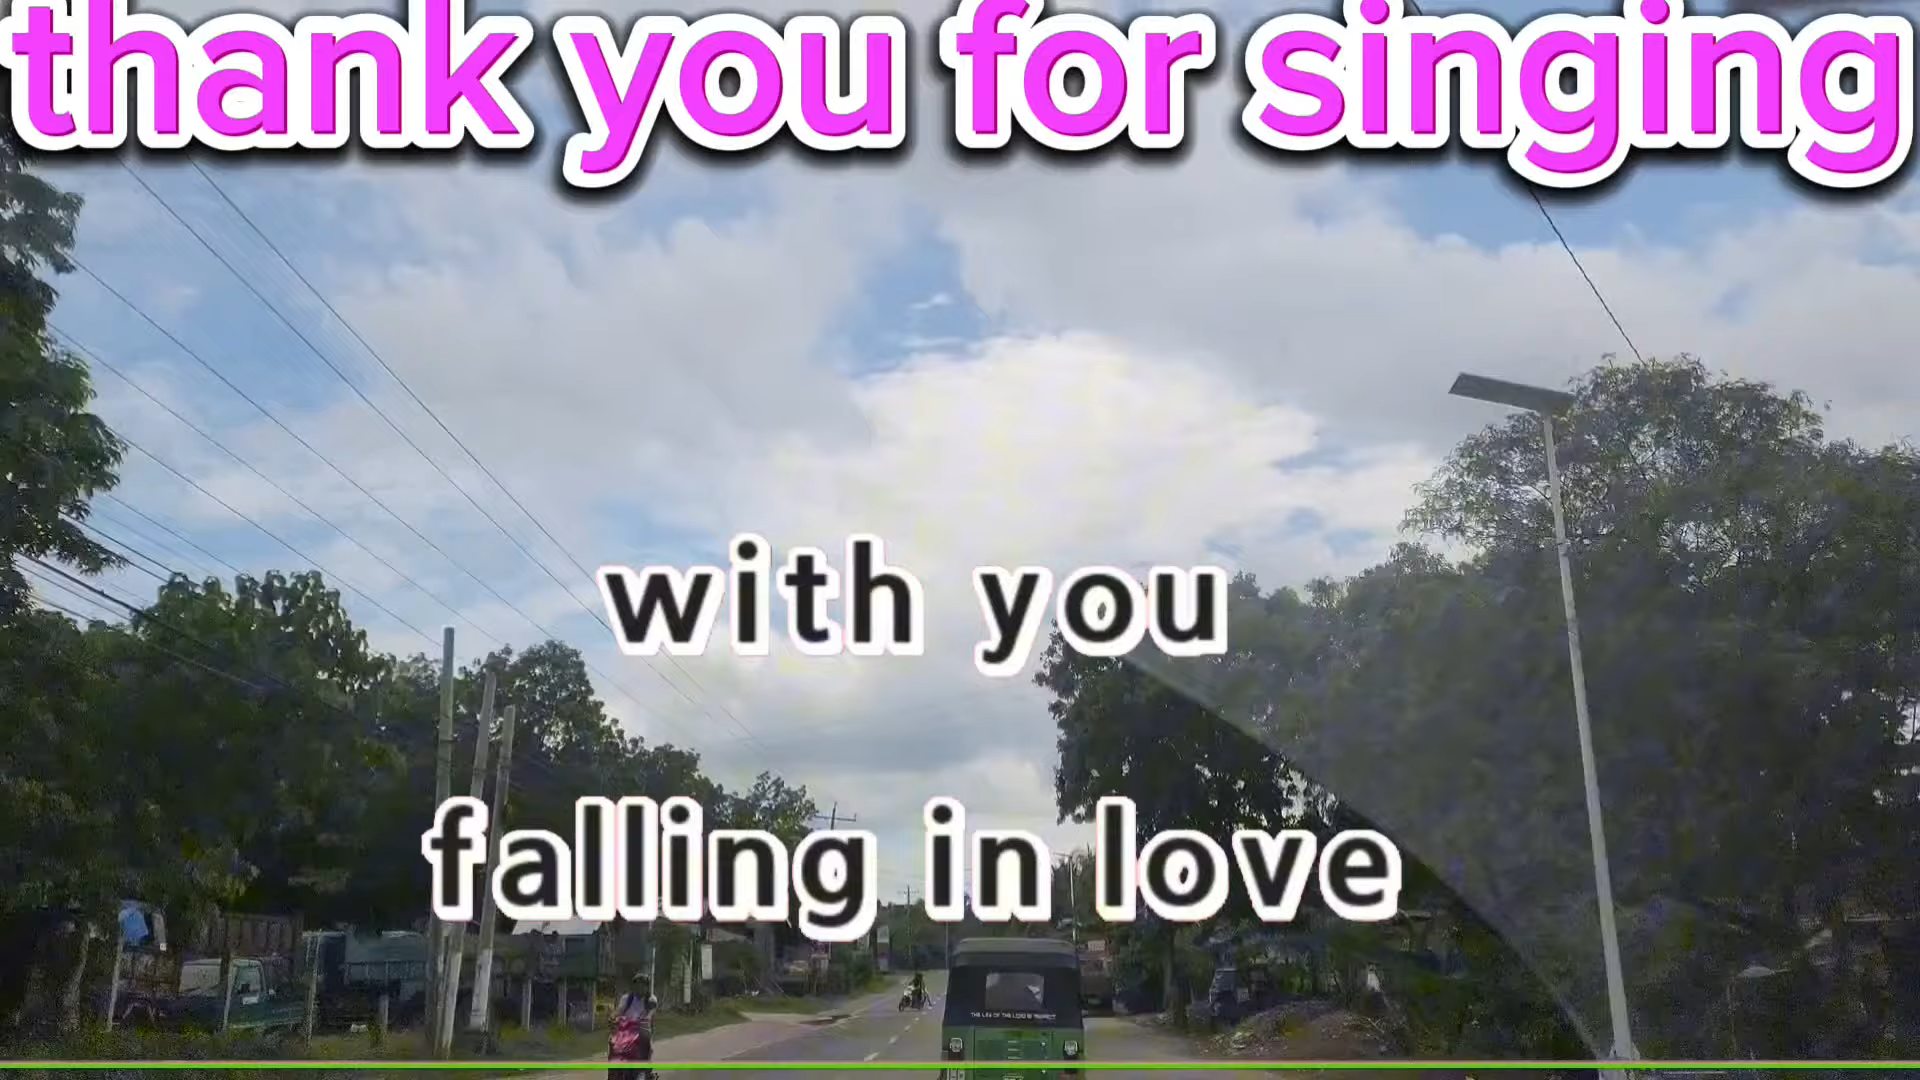 thank you for singing
with you
falling in love